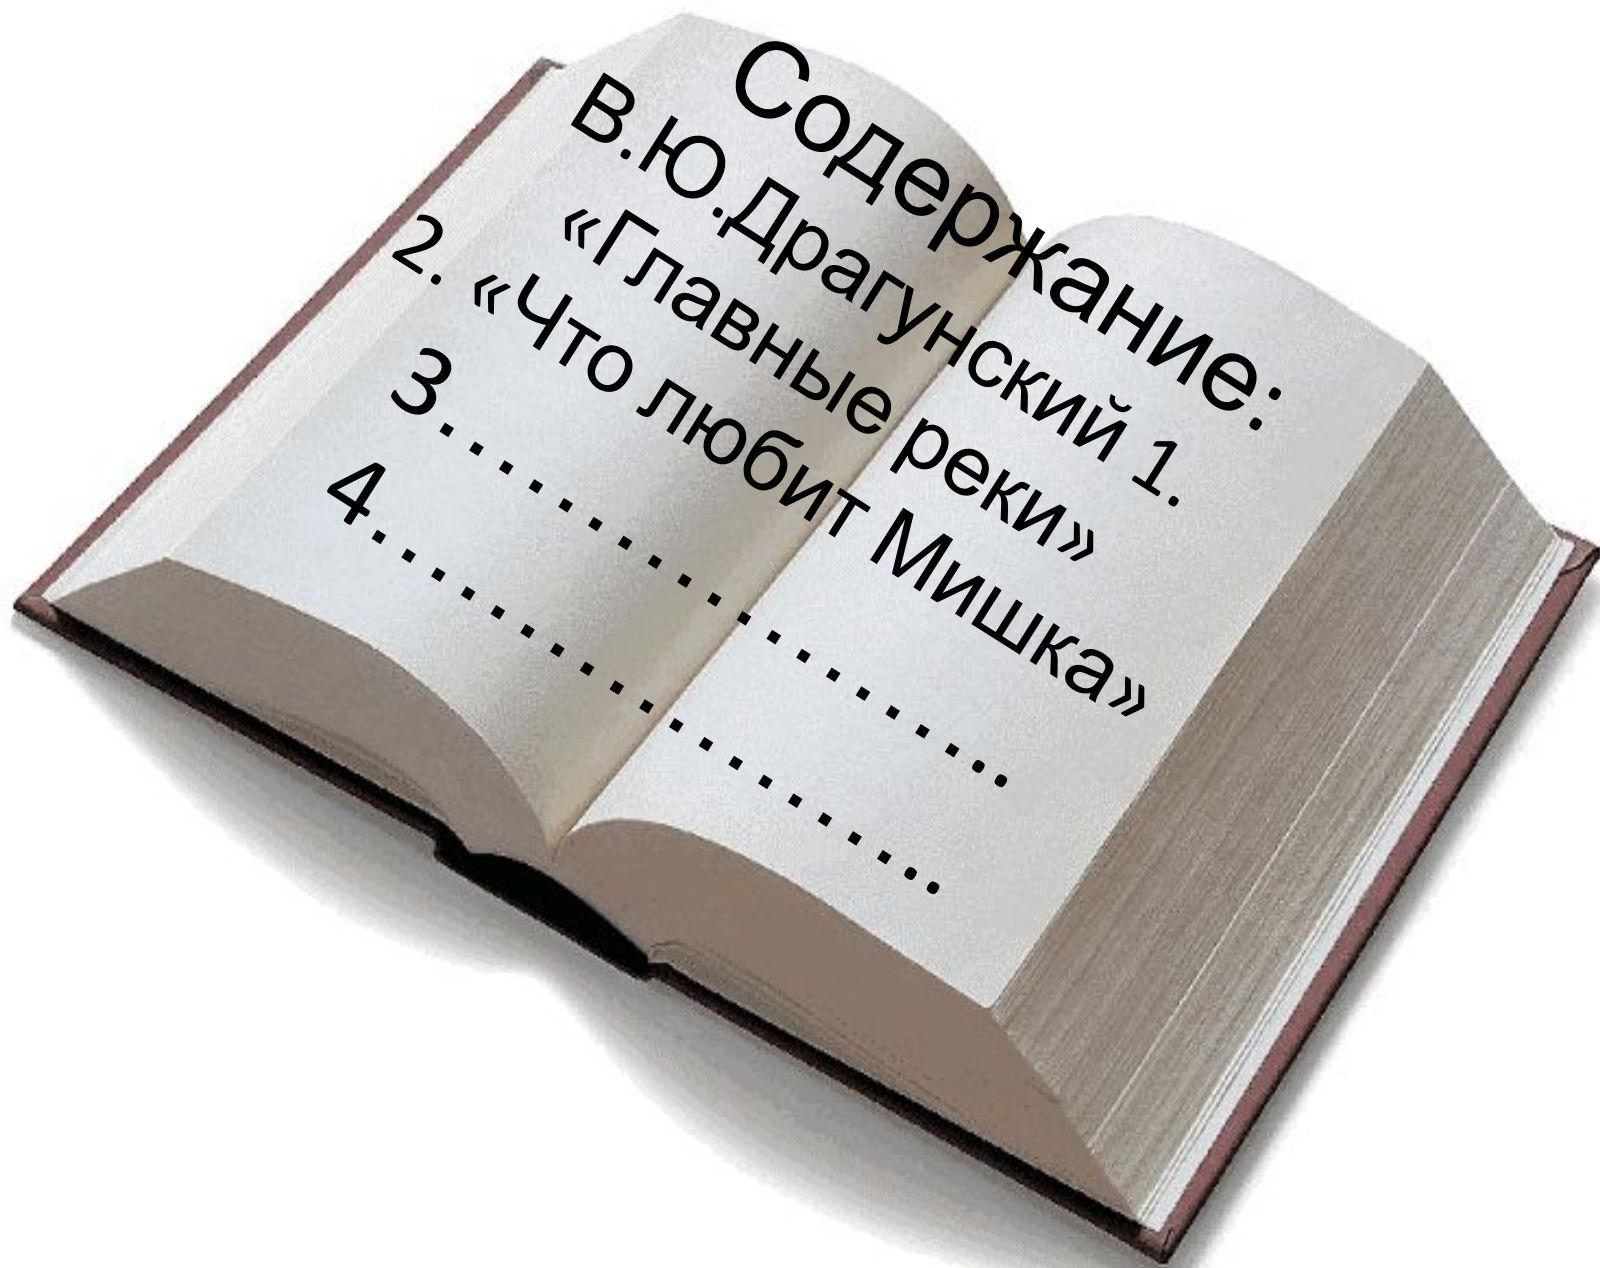 Содержание:
В.Ю.Драгунский 1.
«Главные реки»
2. «Что любит Мишка»
3…………………..
4…………………..